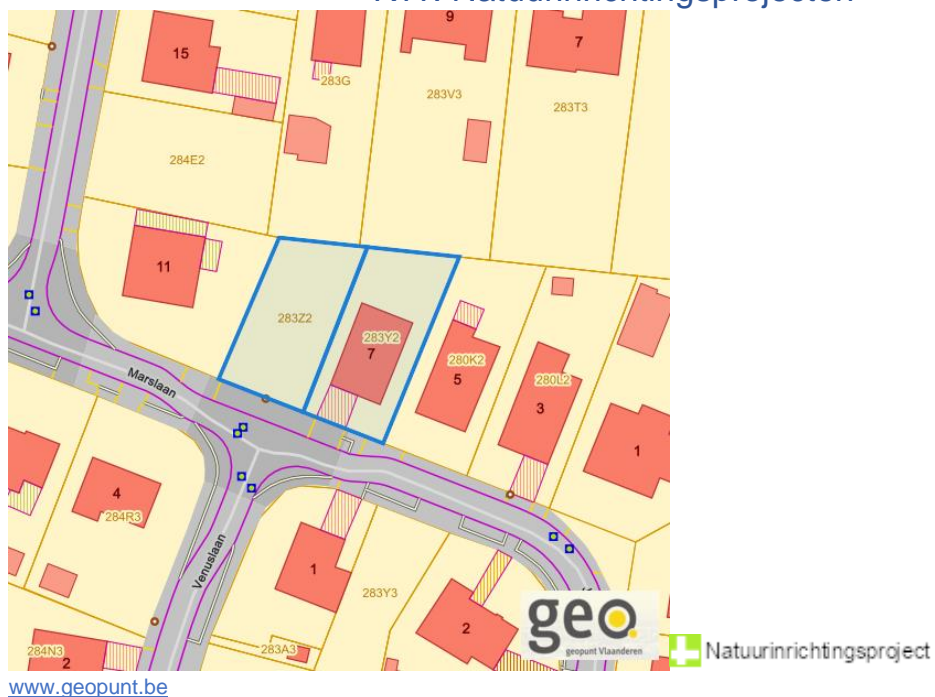 Natuurinrichtingsprojecten
15
283G
9
7
283V3
283T3
284E2
11
283Z2
283Y2
7
280K2
5
280L2
3
1
Marslaan
4
284R3
Venuslaan
1
283Y3
2
283A3
284N3
2
geo.
geopunt Vlaanderen
Natuurinrichtingsproject
www.geopunt.be